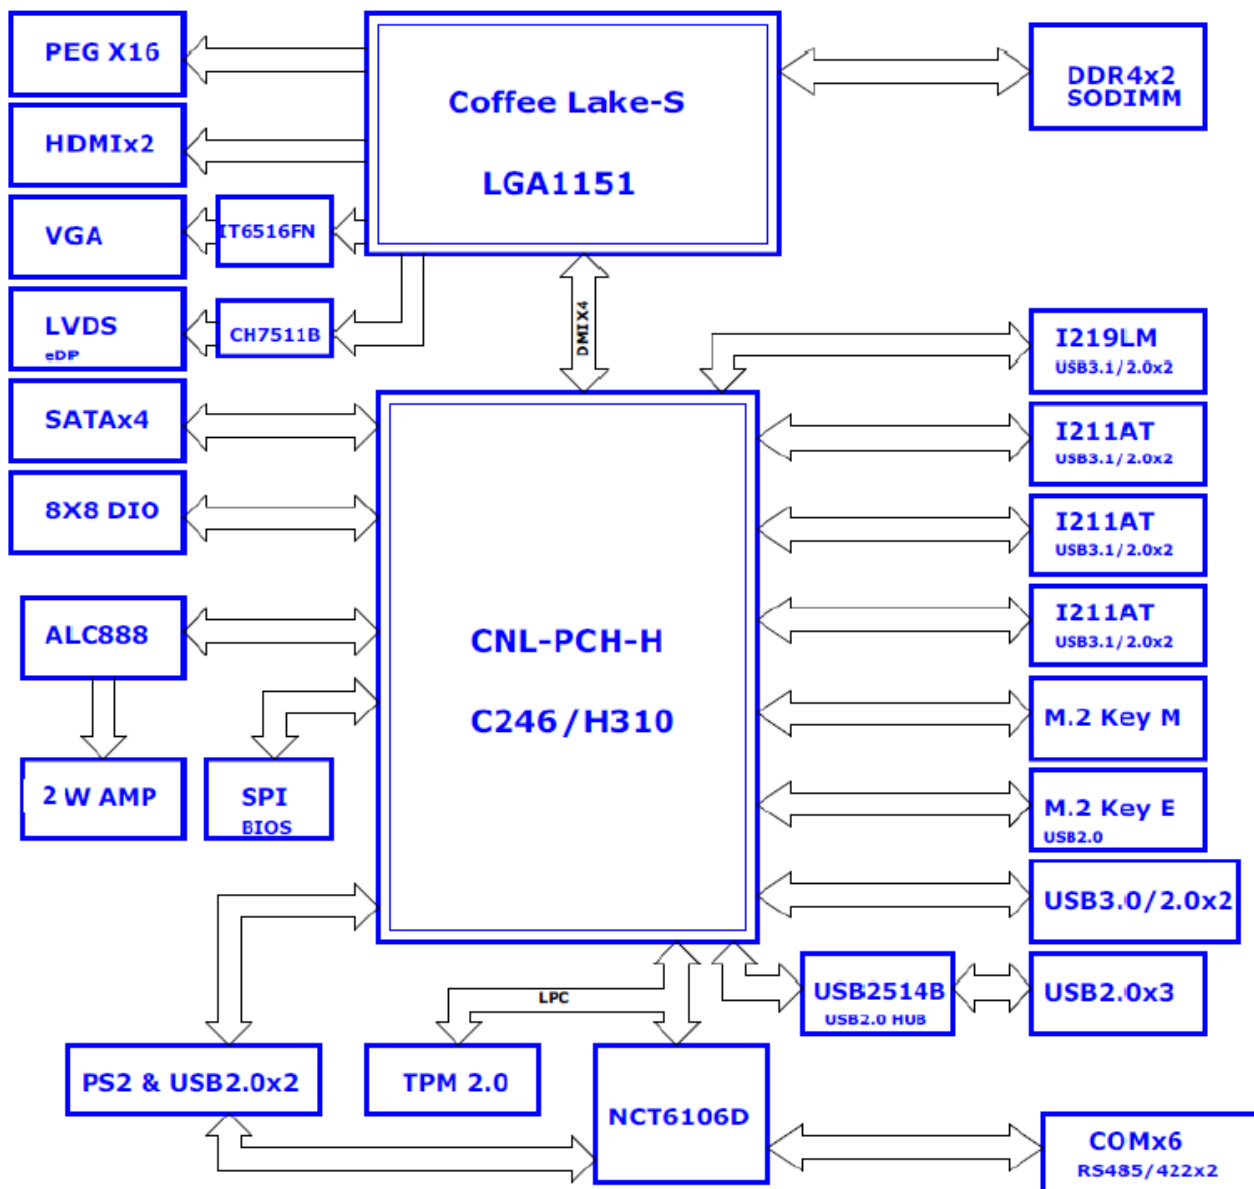 PEG X16
HDMIx2
VGA
IT6516FN
LVDS
eDP
CH7511B
SATAx4
8X8 DIO
ALC888
2 W AMP
SPI
BIOS
Coffee Lake-S
LGA1151
DMIX4
CNL-PCH-H
C246/H310
DDR4x2
SODIMM
I219LM
USB3.1/2.0x2
I211AT
USB3.1/2.0x2
I211AT
USB3.1/2.0x2
I211AT
USB3.1/2.0x2
M.2 Key M
M.2 Key E
USB2.0
USB3.0/2.0x2
USB2514B
USB2.0 HUB
USB2.0x3
LPC
PS2 & USB2.0x2
TPM 2.0
NCT6106D
COMx6
RS485/422x2